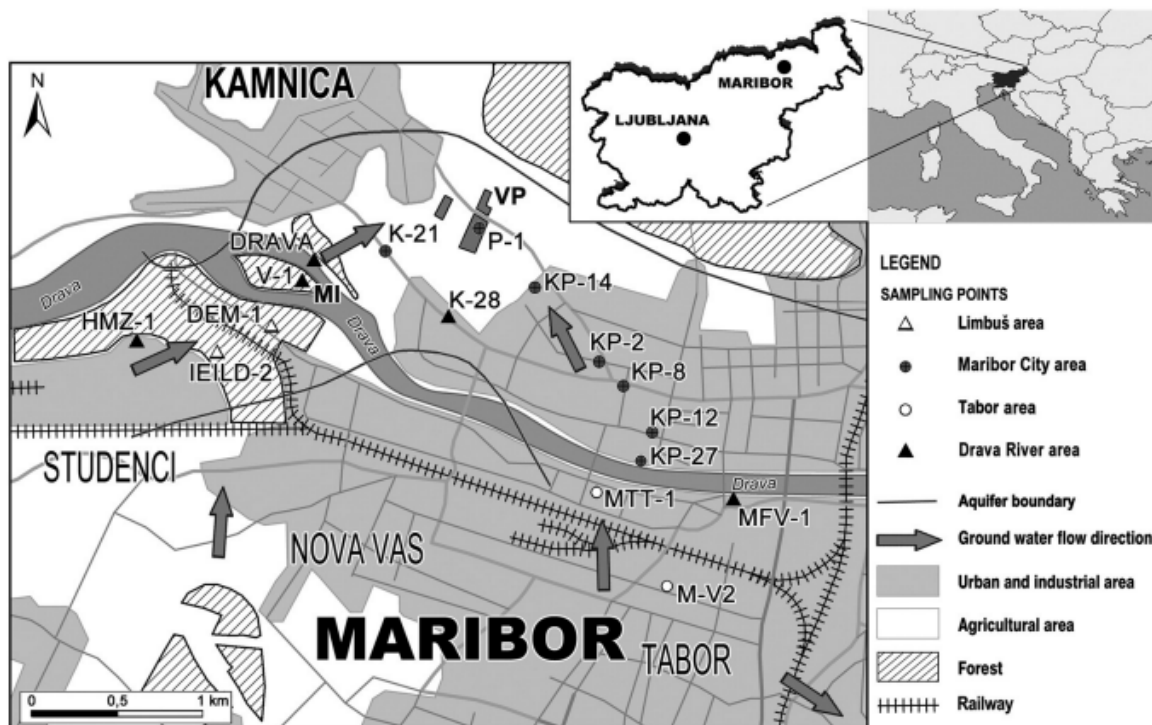 MARIBOR
LJUBLJANA
N
KAMNICA
VP
P-1
K-21
DRAVA
V-1
MI
KP-14
K-28
Drava
HMZ-1
DEM-1
Drava
IEILD-2
KP-2
KP-8
KP-12
KP-27
STUDENCI
Drava
MTT-1
MFV-1
NOVA VAS
M-V2
MARIBOR
TABOR
0 0,5 1 km
LEGEND
SAMPLING POINTS
Limbuš area
Maribor City area
Tabor area
Drava River area
Aquifer boundary
Ground water flow direction
Urban and industrial area
Agricultural area
Forest
Railway